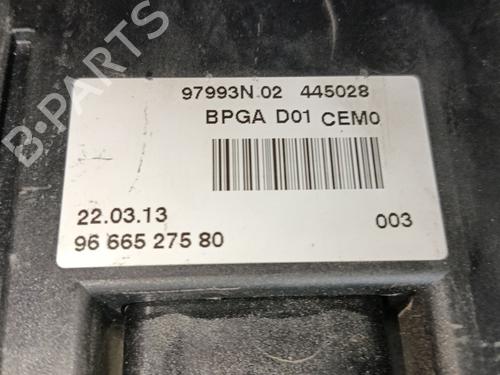 97993N.02 445028
BPGA D01 CEM0
22.03.13
003
96 665 275 80
B-PARTS